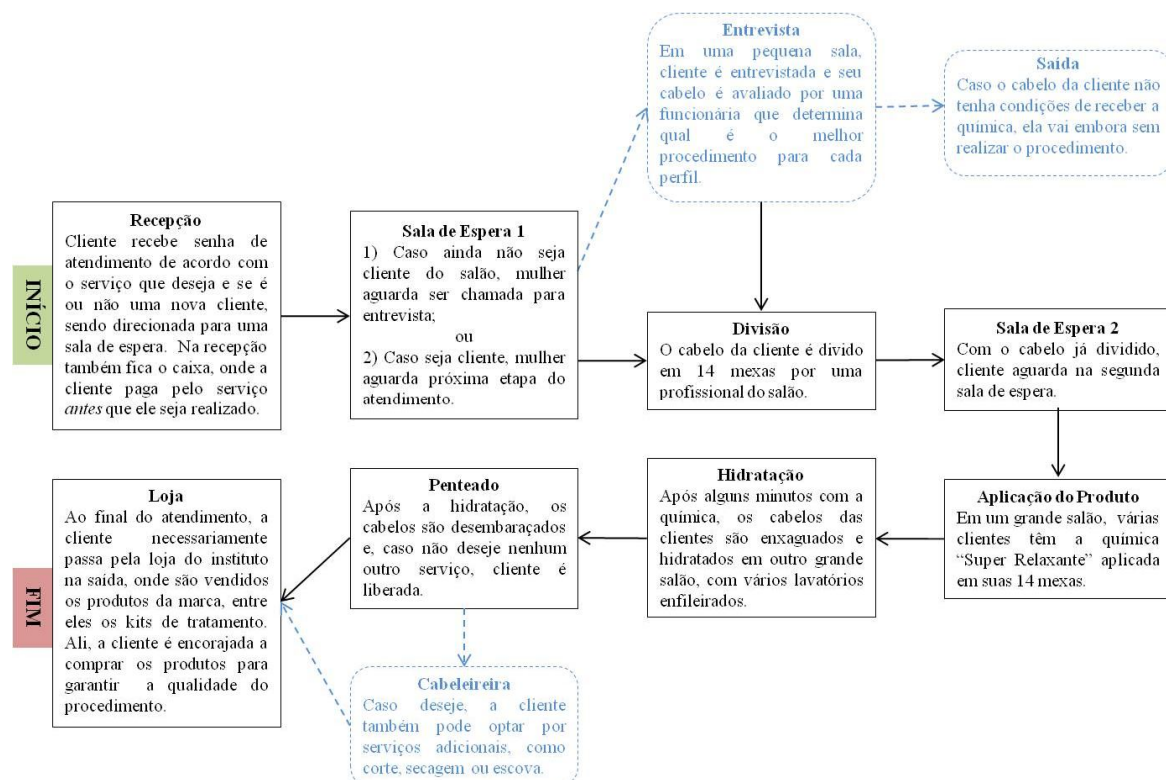 INÍCIO
Recepção
Cliente recebe senha de
atendimento de acordo com
o serviço que deseja e se é
ou não uma nova cliente,
sendo direcionada para uma
sala de espera. Na recepção
também fica o caixa, onde a
cliente paga pelo serviço
antes que ele seja realizado.
Sala de Espera 1
1) Caso ainda não seja
cliente do salão, mulher
aguarda ser chamada para
entrevista;
ou
2) Caso seja cliente, mulher
aguarda próxima etapa do
atendimento.
Entrevista
Em uma pequena sala,
cliente é entrevistada e seu
cabelo é avaliado por uma
funcionária que determina
qual é o melhor
procedimento para cada
perfil.
Saída
Caso o cabelo da cliente não
tenha condições de receber a
química, ela vai embora sem
realizar o procedimento.
Divisão
O cabelo da cliente é divido
em 14 mexas por uma
profissional do salão.
Sala de Espera 2
Com o cabelo já dividido,
cliente aguarda na segunda
sala de espera.
Aplicação do Produto
Em um grande salão, várias
clientes têm a química
“Super Relaxante” aplicada
em suas 14 mexas.
Hidratação
Após alguns minutos com a
química, os cabelos das
clientes são enxaguados e
hidratados em outro grande
salão, com vários lavatórios
enfileirados.
Penteado
Após a hidratação, os
cabelos são desembaraçados
e, caso não deseje nenhum
outro serviço, cliente é
liberada.
Cabeleireira
Caso deseje, a cliente
também pode optar por
serviços adicionais, como
corte, secagem ou escova.
Loja
Ao final do atendimento, a
cliente necessariamente
passa pela loja do instituto
na saída, onde são vendidos
os produtos da marca, entre
eles os kits de tratamento.
Ali, a cliente é encorajada a
comprar os produtos para
garantir a qualidade do
procedimento.
FIM